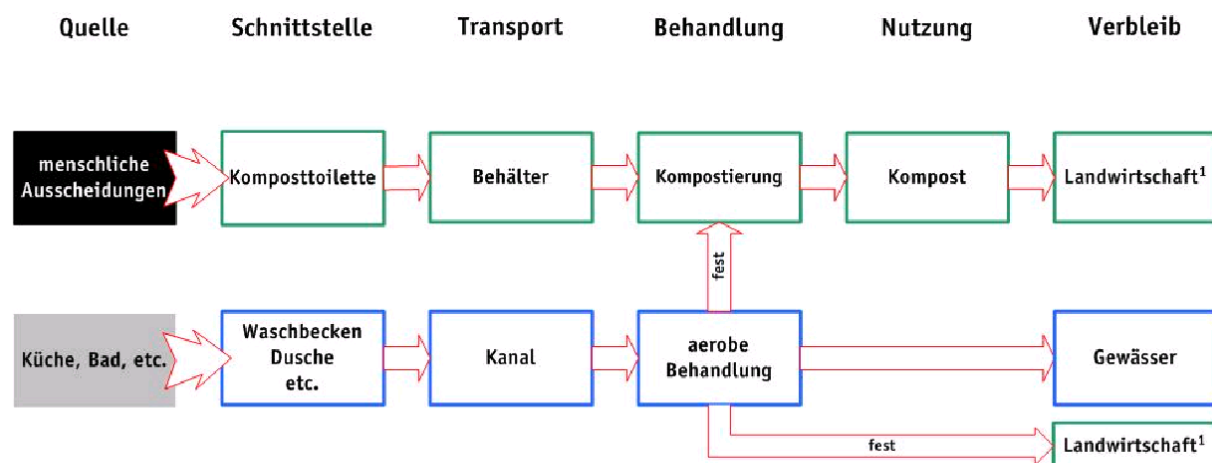 Quelle Schnittstelle Transport Behandlung Nutzung Verbleib
menschliche
Ausscheidungen
Komposttoilette
Behälter
Kompostierung
Kompost
Landwirtschaft¹
fest
Küche, Bad, etc.
Waschbecken
Dusche
etc.
Kanal
aerobe
Behandlung
Gewässer
fest
Landwirtschaft¹